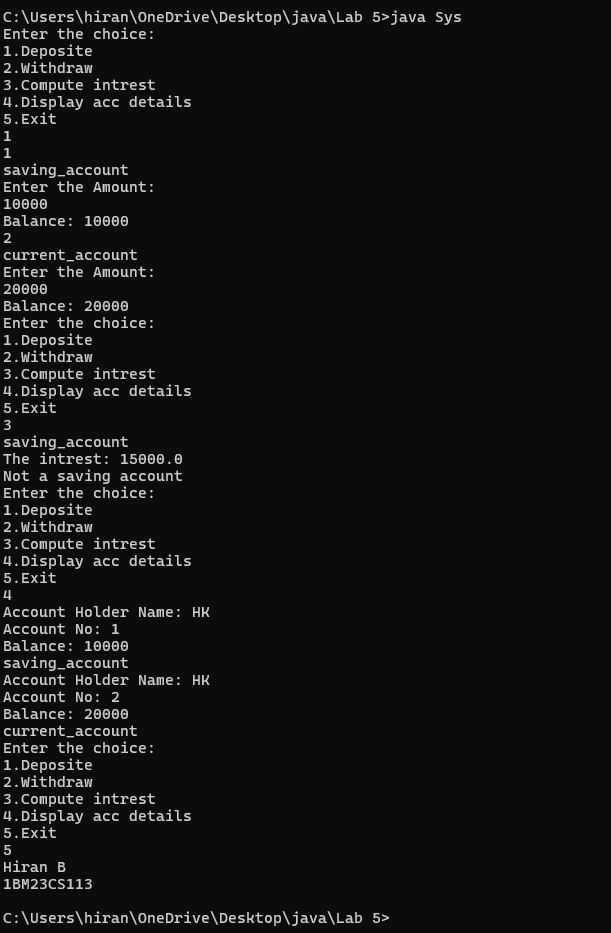 C:\Users\hiran\OneDrive\Desktop\java\Lab 5>java Sys
Enter the choice:
1.Deposite
2.Withdraw
3.Compute intrest
4.Display acc details
5.Exit
1
1
saving_account
Enter the Amount:
10000
Balance: 10000
2
current_account
Enter the Amount:
20000
Balance: 20000
Enter the choice:
1.Deposite
2.Withdraw
3.Compute intrest
4.Display acc details
5.Exit
3
saving_account
The intrest: 15000.0
Not a saving account
Enter the choice:
1.Deposite
2.Withdraw
3.Compute intrest
4.Display acc details
5.Exit
4
Account Holder Name: HK
Account No: 1
Balance: 10000
saving_account
Account Holder Name: HK
Account No: 2
Balance: 20000
current_account
Enter the choice:
1.Deposite
2.Withdraw
3.Compute intrest
4.Display acc details
5.Exit
5
Hiran B
1BM23CS113
C:\Users\hiran\OneDrive\Desktop\java\Lab 5>